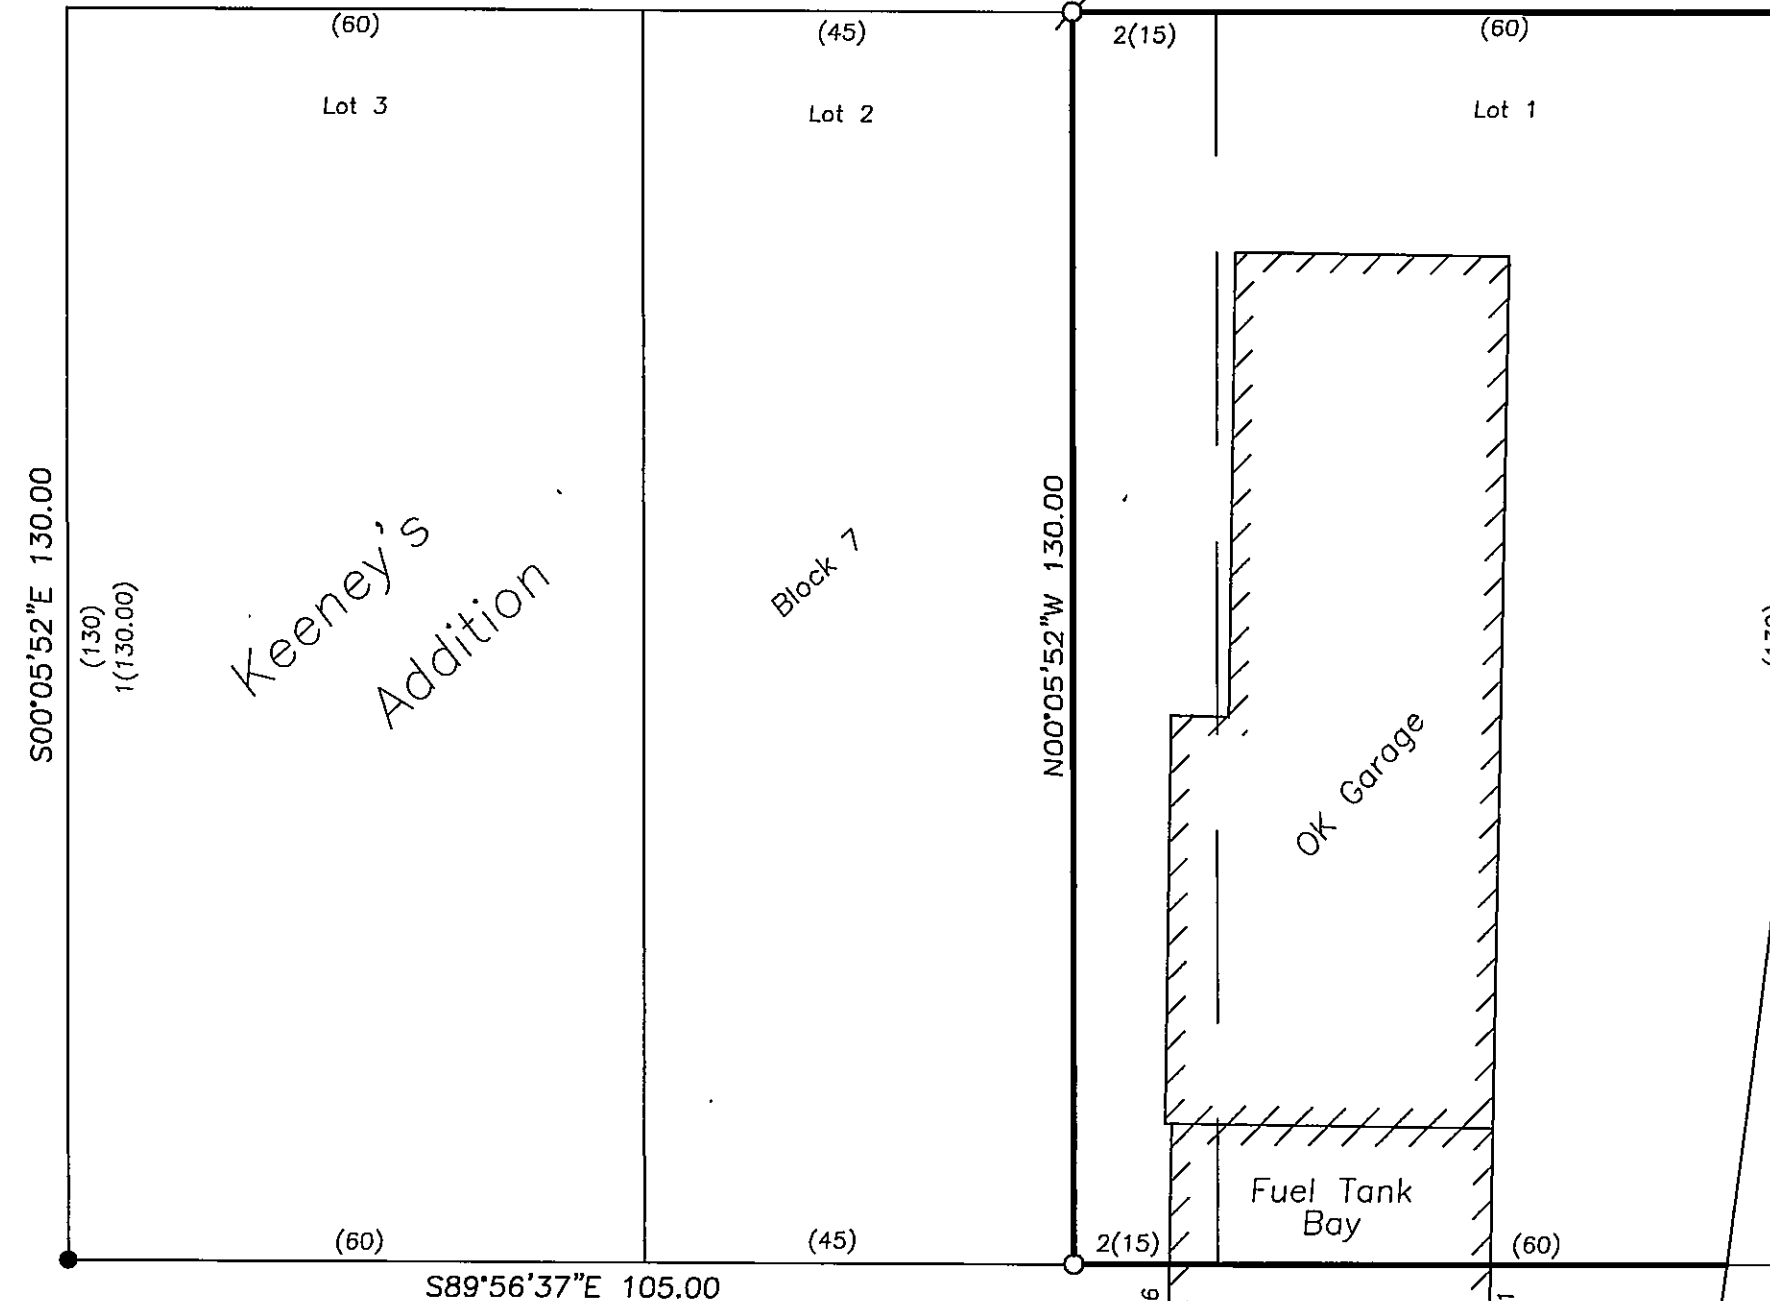 (60)
(45)
2(15)
(60)
Lot 3
Lot 2
Lot 1
S00°05'52"E 130.00
(130)
1(130.00)
Keeney's
Addition
Block 7
N00°05'52"W 130.00
OK Garage
Fuel Tank
Bay
(60)
(45)
2(15)
(60)
S89°56'37"E 105.00